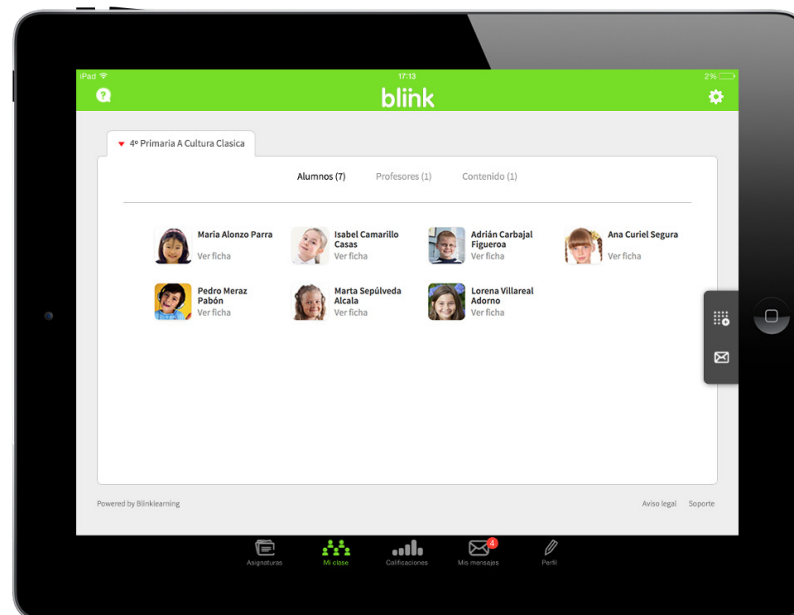 iPad
17:13
2%
blink
4º Primaria A Cultura Clasica
Alumnos (7)
Profesores (1)
Contenido (1)
Maria Alonzo Parra
Ver ficha
Isabel Camarillo
Casas
Ver ficha
Adrián Carbajal
Figueroa
Ver ficha
Ana Curiel Segura
Ver ficha
Pedro Meraz
Pabón
Ver ficha
Marta Sepúlveda
Alcala
Ver ficha
Lorena Villareal
Adorno
Ver ficha
Powered by Blinklearning
Aviso legal
Soporte
Asignaturas
Mi clase
Calificaciones
Mis mensajes
4
Perfil